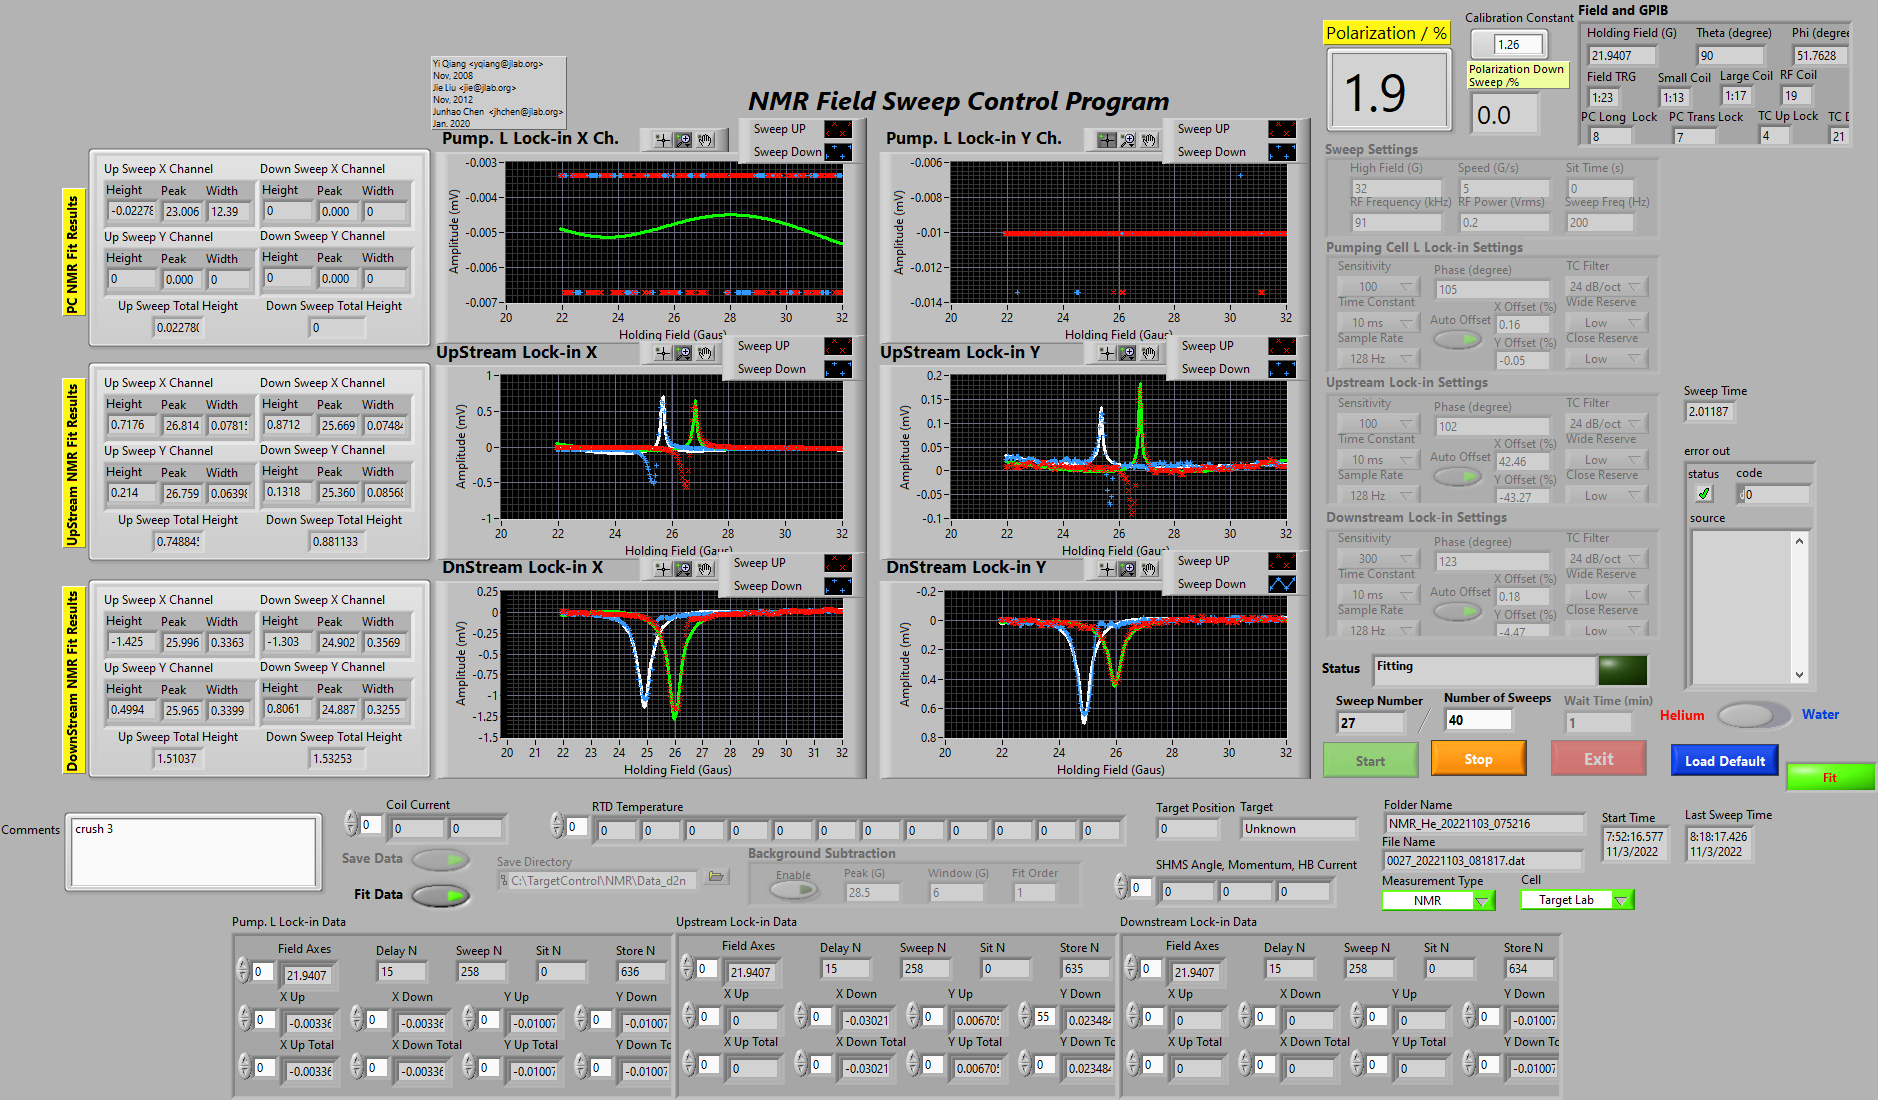 NMR Field Sweep Control Program
Yi Qiang <yqiang@jlab.org>
Nov, 2008
Jie Liu <jie@jlab.org>
Nov, 2012
Junhao Chen <jhchen@jlab.org>
Jan. 2020
Polarization / %
1.9
Calibration Constant
1.26
Polarization Down
Sweep /%
0.0
Field and GPIB
Holding Field (G) Theta (degree) Phi (degree
21.9407 90 51.7628
Field TRG Small Coil Large Coil RF Coil
1:23 1:13 1:17 19
PC Long Lock PC Trans Lock TC Up Lock TC D
8 7 4 21
PC NMR Fit Results
Up Sweep X Channel Down Sweep X Channel
Height Peak Width Height Peak Width
-0.02278 23.006 12.39 0 0.000 0
Up Sweep Y Channel Down Sweep Y Channel
Height Peak Width Height Peak Width
0 0.000 0 0 0.000 0
Up Sweep Total Height Down Sweep Total Height
0.022780 0
Pump. L Lock-in X Ch.
Sweep UP
Sweep Down
Amplitude (mV)
-0.003
-0.004
-0.005
-0.006
-0.007
20 22 24 26 28 30 32
Holding Field (Gaus)
Pump. L Lock-in Y Ch.
Sweep UP
Sweep Down
Amplitude (mV)
-0.006
-0.008
-0.01
-0.012
-0.014
20 22 24 26 28 30 32
Holding Field (Gaus)
UpStream NMR Fit Results
Up Sweep X Channel Down Sweep X Channel
Height Peak Width Height Peak Width
0.7176 26.814 0.07815 0.8712 25.669 0.07484
Up Sweep Y Channel Down Sweep Y Channel
Height Peak Width Height Peak Width
0.214 26.759 0.06398 0.1318 25.360 0.08568
Up Sweep Total Height Down Sweep Total Height
0.748845 0.881133
UpStream Lock-in X
Sweep UP
Sweep Down
Amplitude (mV)
1
0.5
0
-0.5
-1
20 22 24 26 28 30 32
Holding Field (Gaus)
UpStream Lock-in Y
Sweep UP
Sweep Down
Amplitude (mV)
0.2
0.15
0.1
0.05
0
-0.05
-0.1
20 22 24 26 28 30 32
Holding Field (Gaus)
DownStream NMR Fit Results
Up Sweep X Channel Down Sweep X Channel
Height Peak Width Height Peak Width
-1.425 25.996 0.3363 -1.303 24.902 0.3569
Up Sweep Y Channel Down Sweep Y Channel
Height Peak Width Height Peak Width
0.4994 25.965 0.3399 0.8061 24.887 0.3255
Up Sweep Total Height Down Sweep Total Height
1.51037 1.53253
DnStream Lock-in X
Sweep UP
Sweep Down
Amplitude (mV)
0.25
0
-0.25
-0.5
-0.75
-1
-1.25
-1.5
20 21 22 23 24 25 26 27 28 29 30 31 32
Holding Field (Gaus)
DnStream Lock-in Y
Sweep UP
Sweep Down
Amplitude (mV)
-0.2
0
0.2
0.4
0.6
0.8
20 22 24 26 28 30 32
Holding Field (Gaus)
Sweep Settings
High Field (G) Speed (G/s) Sit Time (s)
32 5 0
RF Frequency (kHz) RF Power (Vrms) Sweep Freq (Hz)
91 0.2 200
Pumping Cell L Lock-in Settings
Sensitivity Phase (degree) TC Filter
100 105 24 dB/oct
Time Constant X Offset (%) Wide Reserve
10 ms Auto Offset 0.16 Low
Sample Rate Y Offset (%) Close Reserve
128 Hz -0.05 Low
Upstream Lock-in Settings
Sensitivity Phase (degree) TC Filter
100 102 24 dB/oct
Time Constant X Offset (%) Wide Reserve
10 ms Auto Offset 42.46 Low
Sample Rate Y Offset (%) Close Reserve
128 Hz -43.27 Low
Downstream Lock-in Settings
Sensitivity Phase (degree) TC Filter
300 123 24 dB/oct
Time Constant X Offset (%) Wide Reserve
10 ms Auto Offset 0.18 Low
Sample Rate Y Offset (%) Close Reserve
128 Hz -4.47 Low
Sweep Time
2.01187
error out
status code
0
source
Status Fitting
Sweep Number Number of Sweeps Wait Time (min)
27 / 40 1
Helium Water
Start Stop Exit Load Default Fit
Comments crush 3
Coil Current
0 0 0
Save Data
Fit Data
RTD Temperature
0 0 0 0 0 0 0 0 0 0 0 0 0
Save Directory
C:\TargetControl\NMR\Data_d2n
Background Subtraction
Enable Peak (G) Window (G) Fit Order
28.5 6 1
Target Position Target
0 Unknown
SHMS Angle, Momentum, HB Current
0 0 0 0
Folder Name
NMR_He_20221103_075216
File Name
0027_20221103_081817.dat
Measurement Type Cell
NMR Target Lab
Start Time
7:52:16.577
11/3/2022
Last Sweep Time
8:18:17.426
11/3/2022
Pump. L Lock-in Data
Field Axes Delay N Sweep N Sit N Store N
0 21.9407 15 258 0 636
X Up X Down Y Up Y Down
0 -0.00336 0 -0.00336 0 -0.01007 0 -0.01007
X Up Total X Down Total Y Up Total Y Down To
0 -0.00336 0 -0.00336 0 -0.01007 0 -0.01007
Upstream Lock-in Data
Field Axes Delay N Sweep N Sit N Store N
0 21.9407 15 258 0 635
X Up X Down Y Up Y Down
0 0 0 -0.03021 0 0.006705 55 0.023484
X Up Total X Down Total Y Up Total Y Down To
0 0 0 -0.03021 0 0.006705 0 0.023484
Downstream Lock-in Data
Field Axes Delay N Sweep N Sit N Store N
0 21.9407 15 258 0 634
X Up X Down Y Up Y Down
0 0 0 0 0 0 0 -0.01007
X Up Total X Down Total Y Up Total Y Down To
0 0 0 0 0 0 0 -0.01007